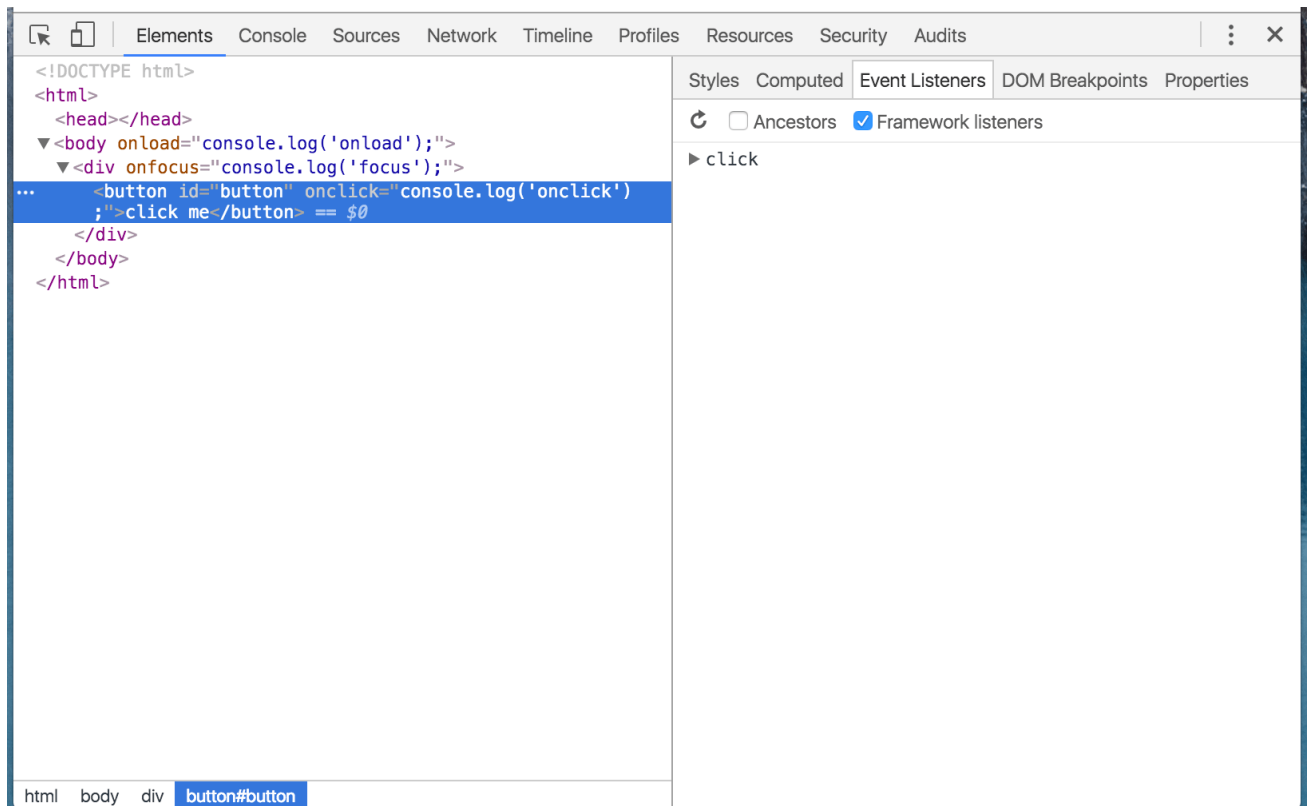 Elements Console Sources Network Timeline Profiles Resources Security Audits
<!DOCTYPE html>
<html>
<head></head>
<body onload="console.log('onload');">
<div onfocus="console.log('focus');">
<button id="button" onclick="console.log('onclick')
;">click me</button> == $0
</div>
</body>
</html>
html body div button#button
Styles Computed Event Listeners DOM Breakpoints Properties
Ancestors Framework listeners
click